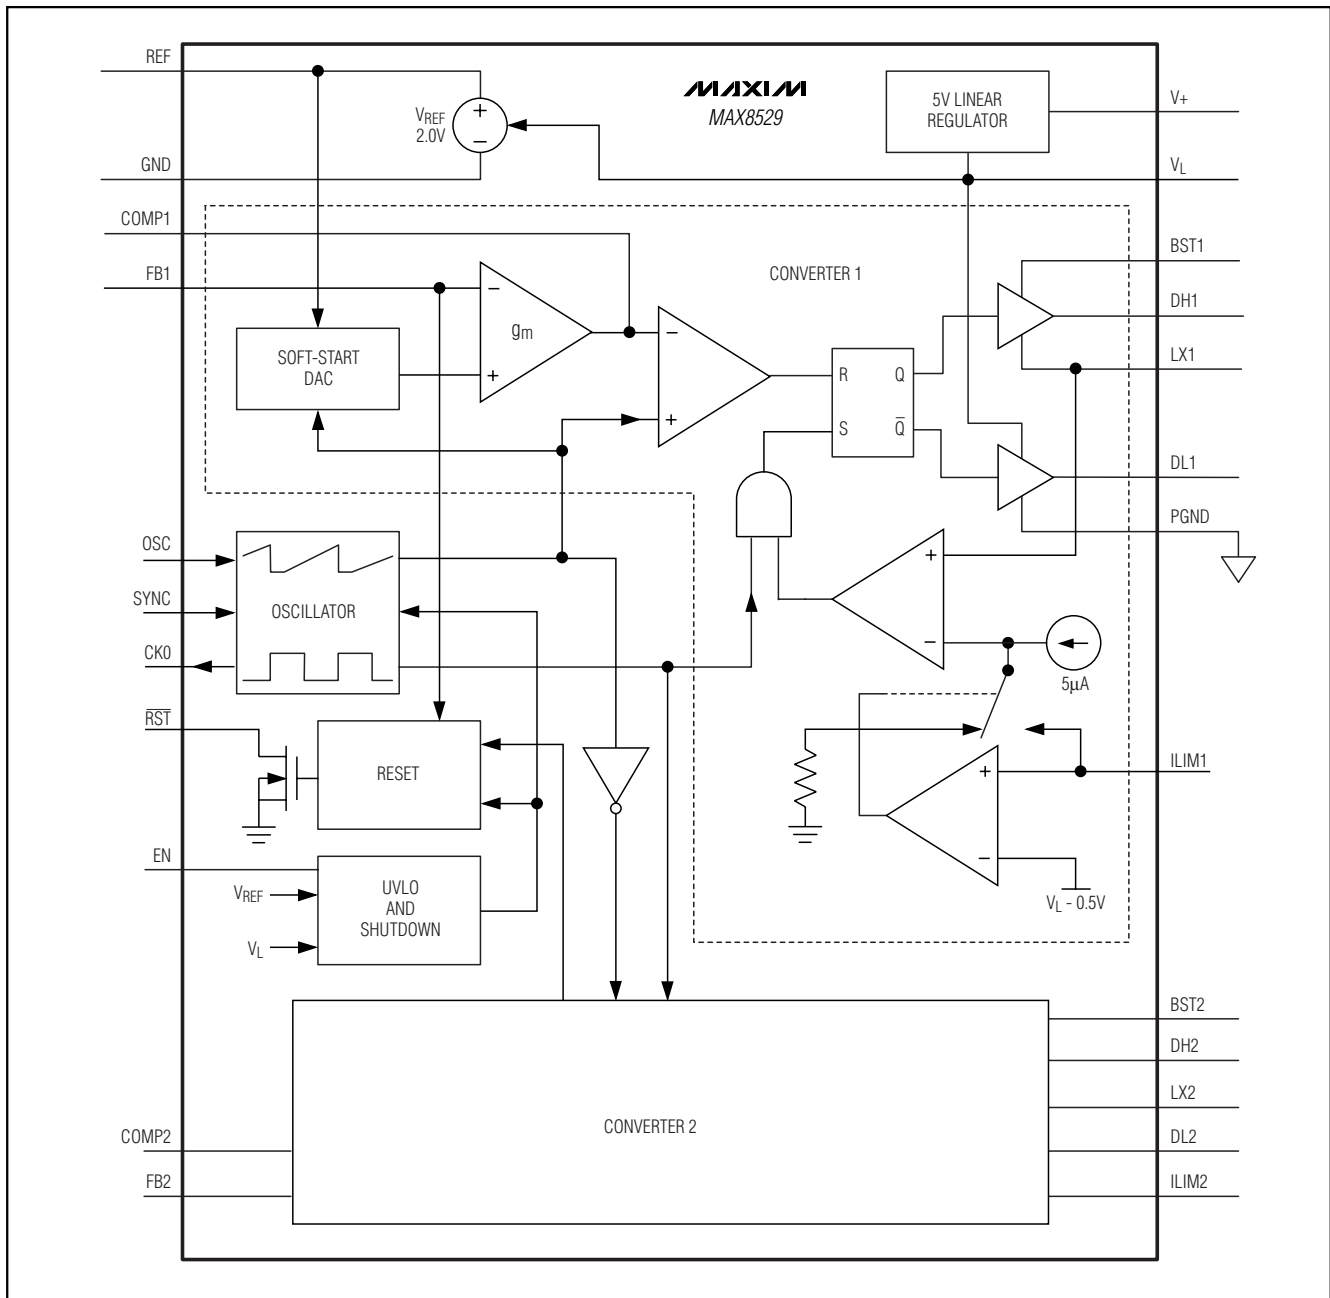 REF
MAXIM
MAX8529
VREF
2.0V
+
−
5V LINEAR
REGULATOR
V+
GND
VL
COMP1
FB1
CONVERTER 1
BST1
DH1
LX1
−
gm
+
SOFT-START
DAC
−
+
R Q
S Q̅
DL1
PGND
OSC
SYNC
CK0
OSCILLATOR
+
−
5µA
R̅S̅T̅
RESET
ILIM1
+
−
VL - 0.5V
EN
VREF
VL
UVLO
AND
SHUTDOWN
CONVERTER 2
COMP2
FB2
BST2
DH2
LX2
DL2
ILIM2